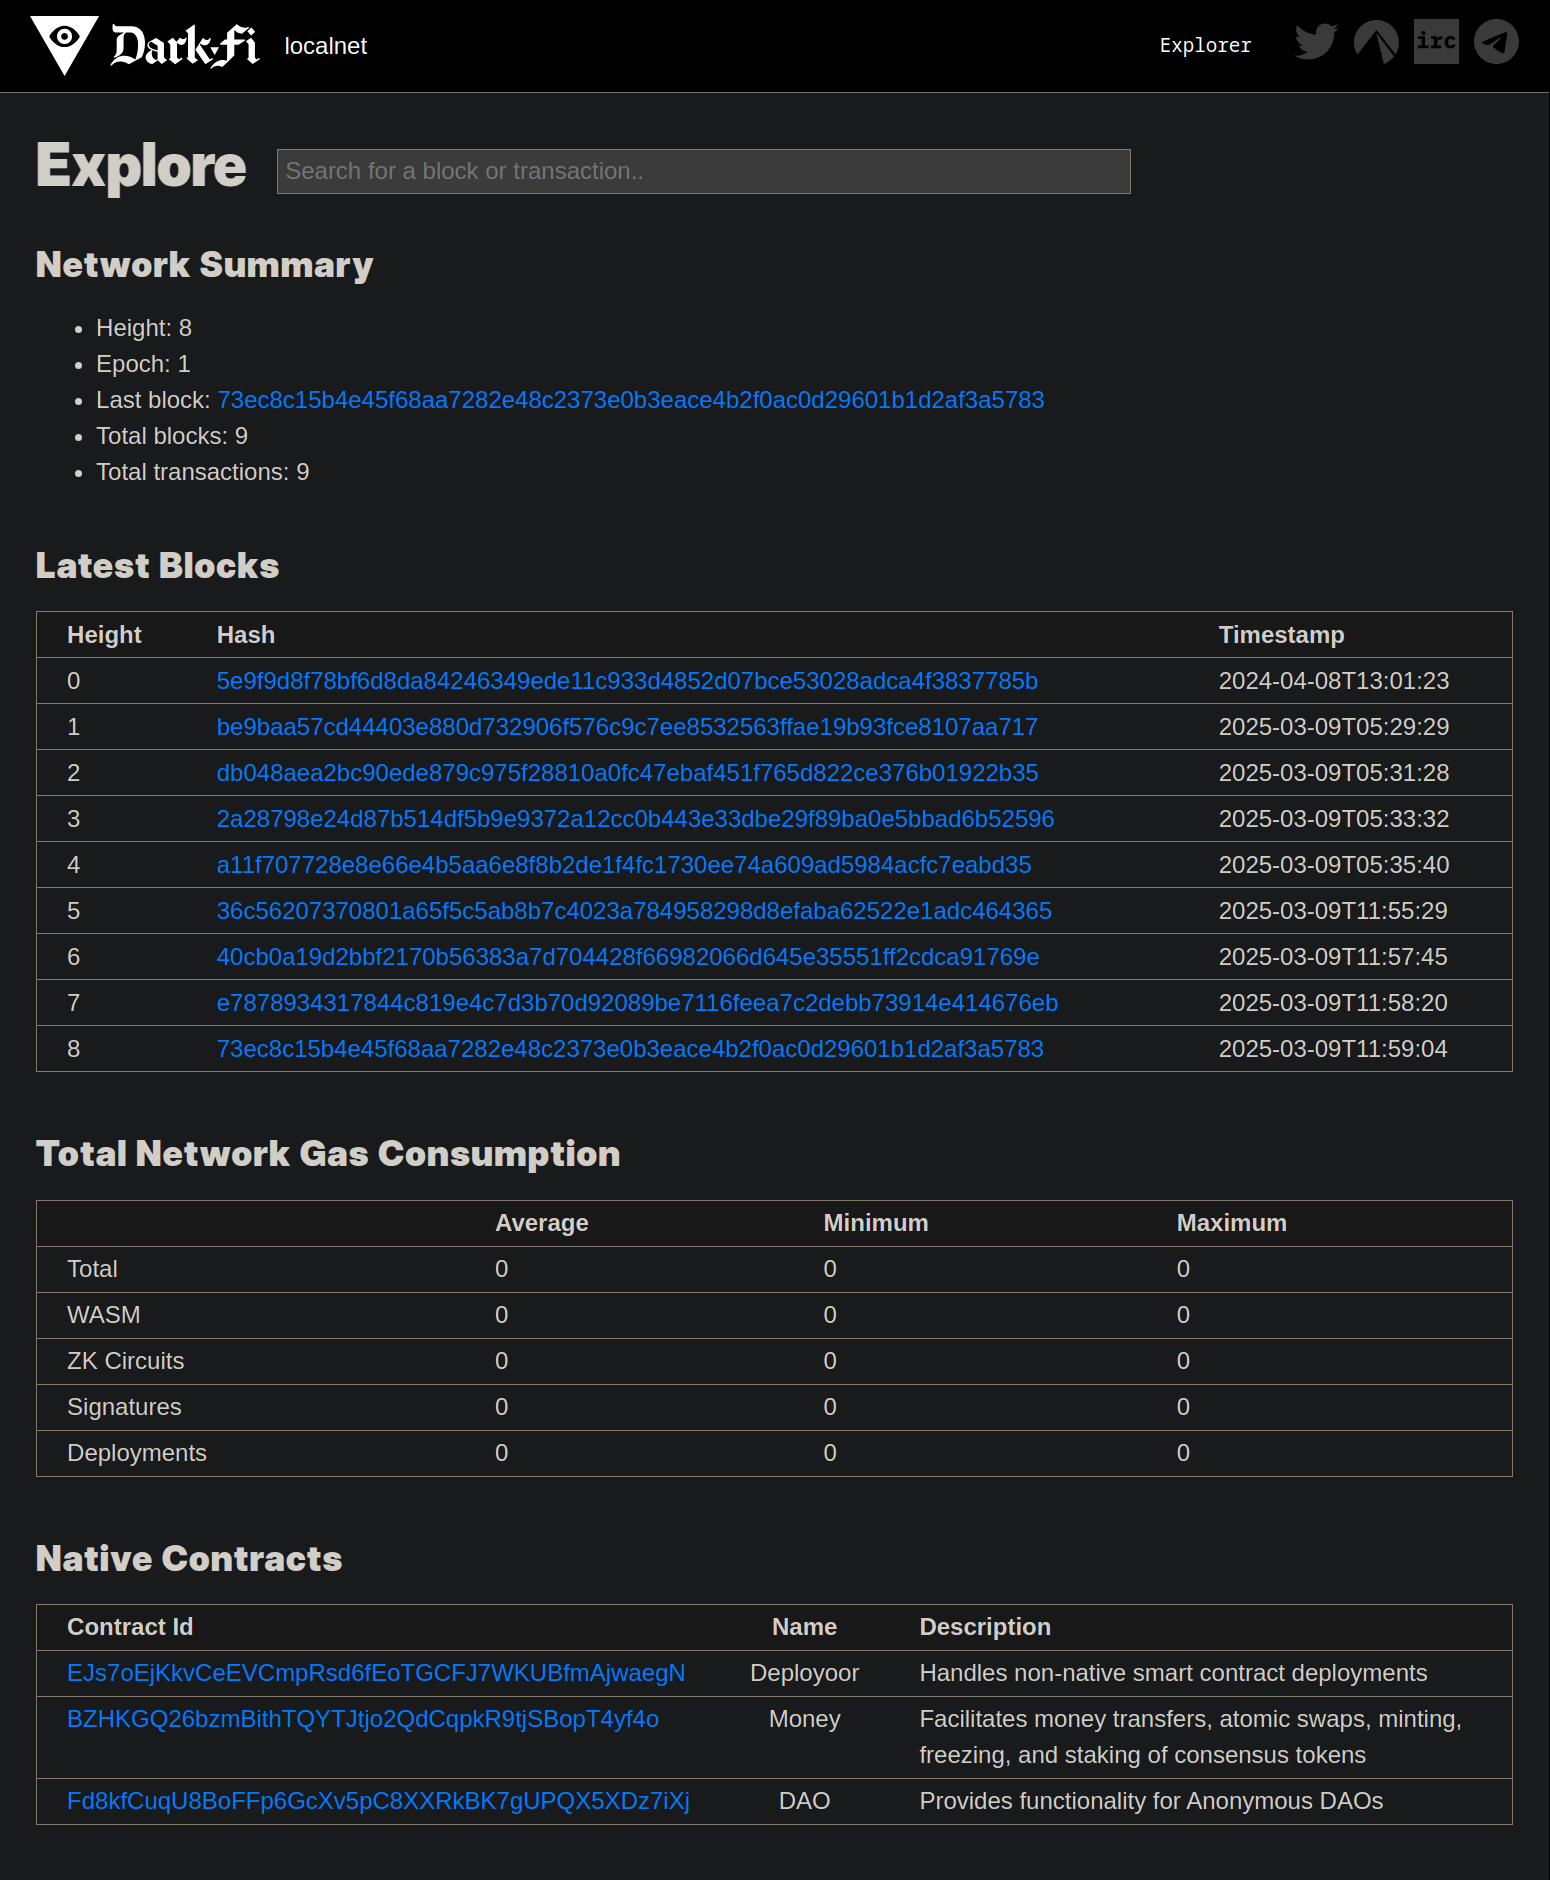 Dark-Fi localnet Explorer irc
Explore Search for a block or transaction..
Network Summary
• Height: 8
• Epoch: 1
• Last block: 73ec8c15b4e45f68aa7282e48c2373e0b3eace4b2f0ac0d29601b1d2af3a5783
• Total blocks: 9
• Total transactions: 9
Latest Blocks
Height Hash Timestamp
0 5e9f9d8f78bf6d8da84246349ede11c933d4852d07bce53028adca4f3837785b 2024-04-08T13:01:23
1 be9baa57cd44403e880d732906f576c9c7ee8532563ffae19b93fce8107aa717 2025-03-09T05:29:29
2 db048aea2bc90ede879c975f28810a0fc47ebaf451f765d822ce376b01922b35 2025-03-09T05:31:28
3 2a28798e24d87b514df5b9e9372a12cc0b443e33dbe29f89ba0e5bbad6b52596 2025-03-09T05:33:32
4 a11f707728e8e66e4b5aa6e8f8b2de1f4fc1730ee74a609ad5984acfc7eabd35 2025-03-09T05:35:40
5 36c56207370801a65f5c5ab8b7c4023a784958298d8efaba62522e1adc464365 2025-03-09T11:55:29
6 40cb0a19d2bbf2170b56383a7d704428f66982066d645e35551ff2cdca91769e 2025-03-09T11:57:45
7 e7878934317844c819e4c7d3b70d92089be7116feea7c2debb73914e414676eb 2025-03-09T11:58:20
8 73ec8c15b4e45f68aa7282e48c2373e0b3eace4b2f0ac0d29601b1d2af3a5783 2025-03-09T11:59:04
Total Network Gas Consumption
Average Minimum Maximum
Total 0 0 0
WASM 0 0 0
ZK Circuits 0 0 0
Signatures 0 0 0
Deployments 0 0 0
Native Contracts
Contract Id Name Description
EJs7oEjKkvCeEVCmpRsd6fEoTGCFJ7WKUBfmAjwaegN Deployoor Handles non-native smart contract deployments
BZHKGQ26bzmBithTQYTJtjo2QdCqpkR9tjSBopT4yf4o Money Facilitates money transfers, atomic swaps, minting,
freezing, and staking of consensus tokens
Fd8kfCuqU8BoFFp6GcXv5pC8XXRkBK7gUPQX5XDz7iXj DAO Provides functionality for Anonymous DAOs